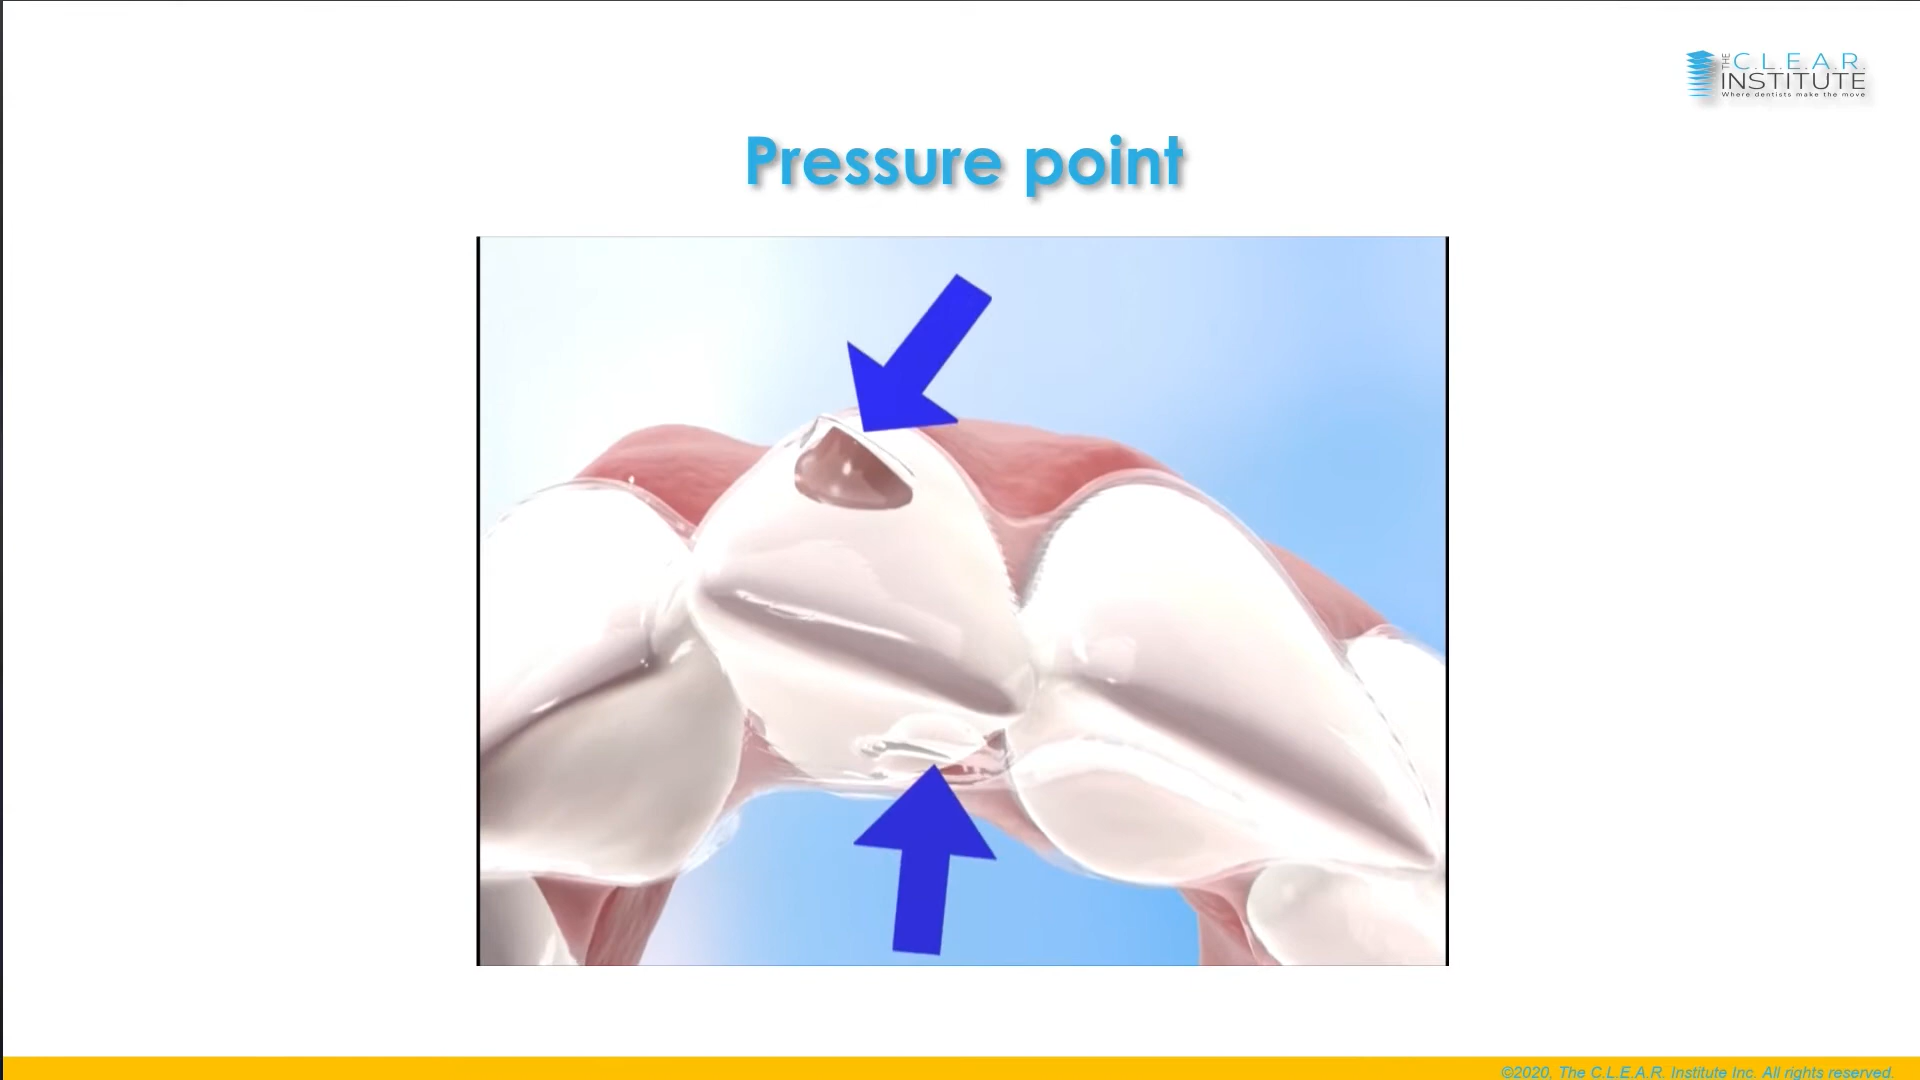 THE C.L.E.A.R.
INSTITUTE
Where dentists make the move
Pressure point
©2020, The C.L.E.A.R. Institute Inc. All rights reserved.